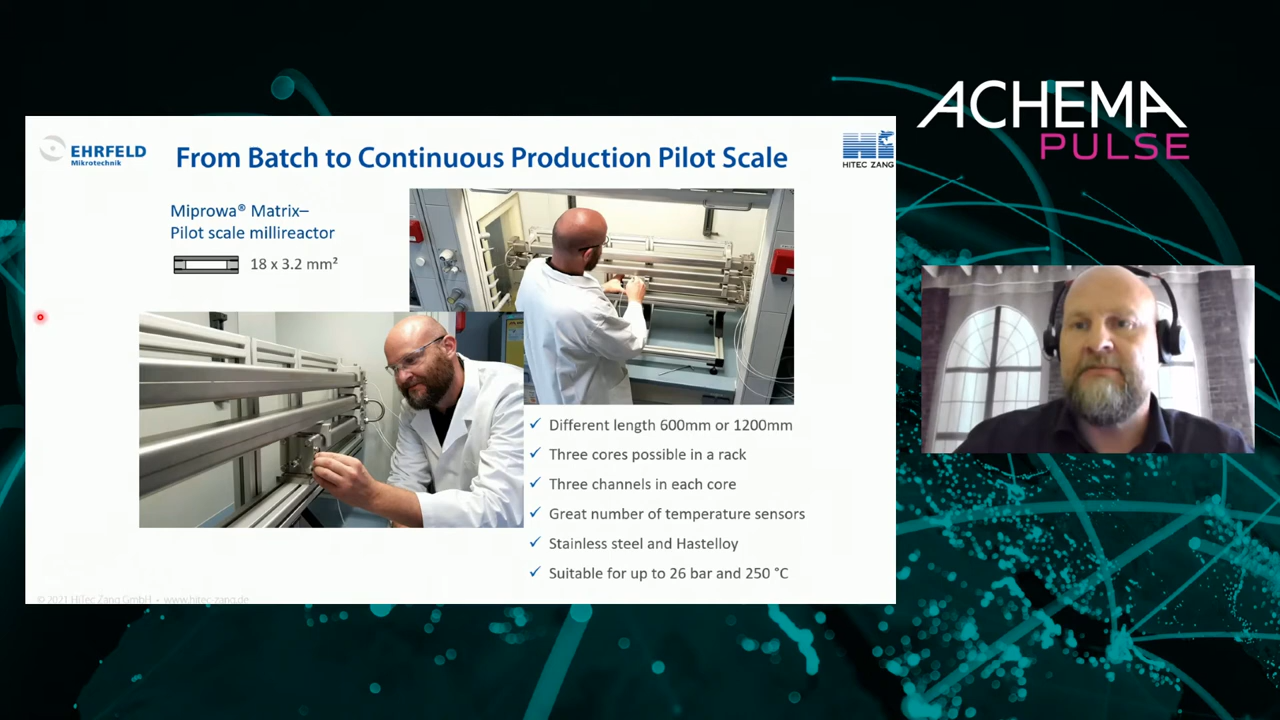 ACHEMA
PULSE
EHRFELD
Mikrotechnik
From Batch to Continuous Production Pilot Scale
HITEC ZANG
Miprowa® Matrix–
Pilot scale millireactor
18 x 3.2 mm²
✓ Different length 600mm or 1200mm
✓ Three cores possible in a rack
✓ Three channels in each core
✓ Great number of temperature sensors
✓ Stainless steel and Hastelloy
✓ Suitable for up to 26 bar and 250 °C
© 2021 HiTec Zang GmbH • www.hitec-zang.de